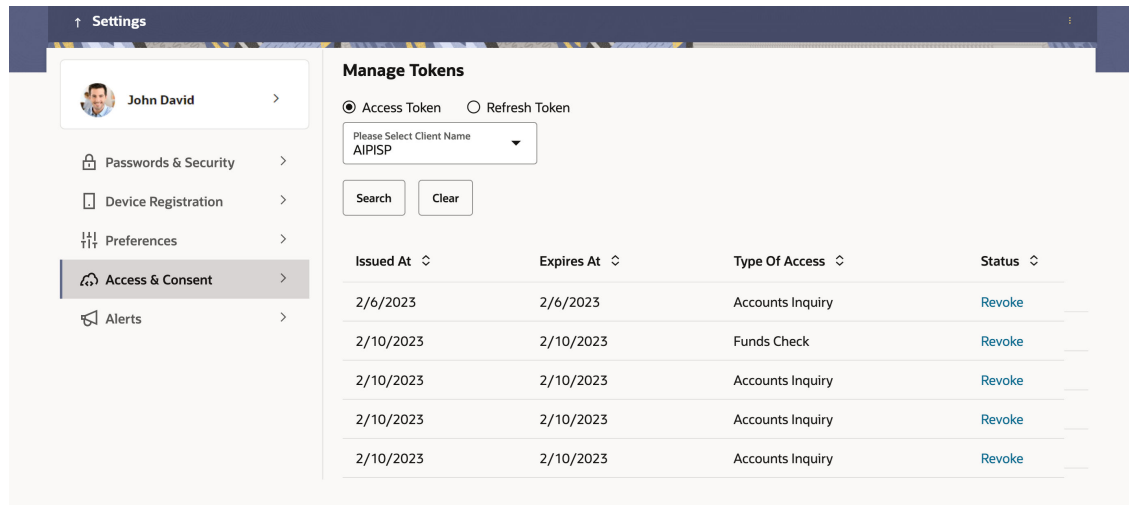 ↑ Settings
John David
Passwords & Security
Device Registration
Preferences
Access & Consent
Alerts
Manage Tokens
Access Token Refresh Token
Please Select Client Name
AIPISP
Search Clear
Issued At Expires At Type Of Access Status
2/6/2023 2/6/2023 Accounts Inquiry Revoke
2/10/2023 2/10/2023 Funds Check Revoke
2/10/2023 2/10/2023 Accounts Inquiry Revoke
2/10/2023 2/10/2023 Accounts Inquiry Revoke
2/10/2023 2/10/2023 Accounts Inquiry Revoke